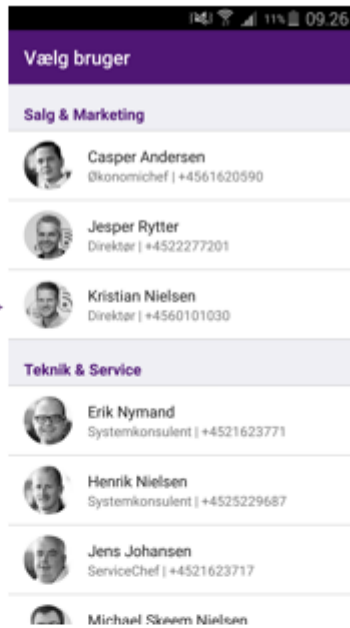 11% 09.26
Vælg bruger
Salg & Marketing
Casper Andersen
Økonomichef | +4561620590
Jesper Rytter
Direktør | +4522277201
Kristian Nielsen
Direktør | +4560101030
Teknik & Service
Erik Nymand
Systemkonsulent | +4521623771
Henrik Nielsen
Systemkonsulent | +4525229687
Jens Johansen
ServiceChef | +4521623717
Michael Skeem Nielsen